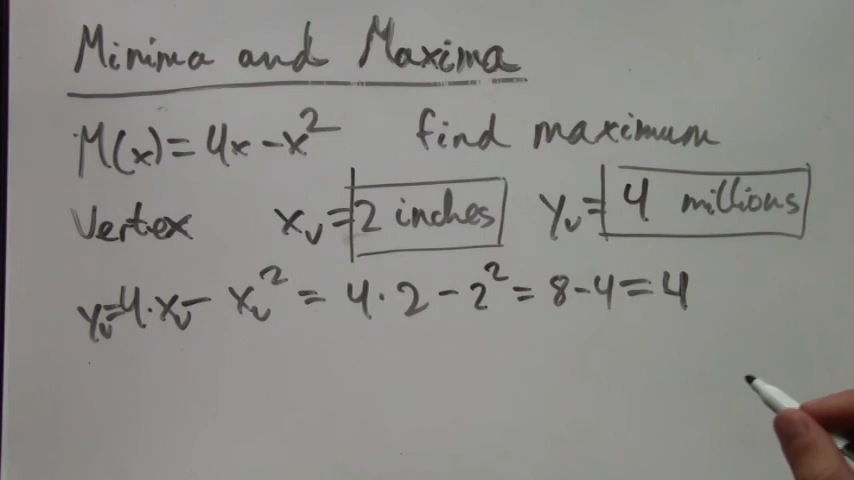 Minima and Maxima
M(x) = 4x - x² find maximum
Vertex xᵥ = 2 inches yᵥ = 4 millions
yᵥ = 4·xᵥ - xᵥ² = 4·2 - 2² = 8 - 4 = 4